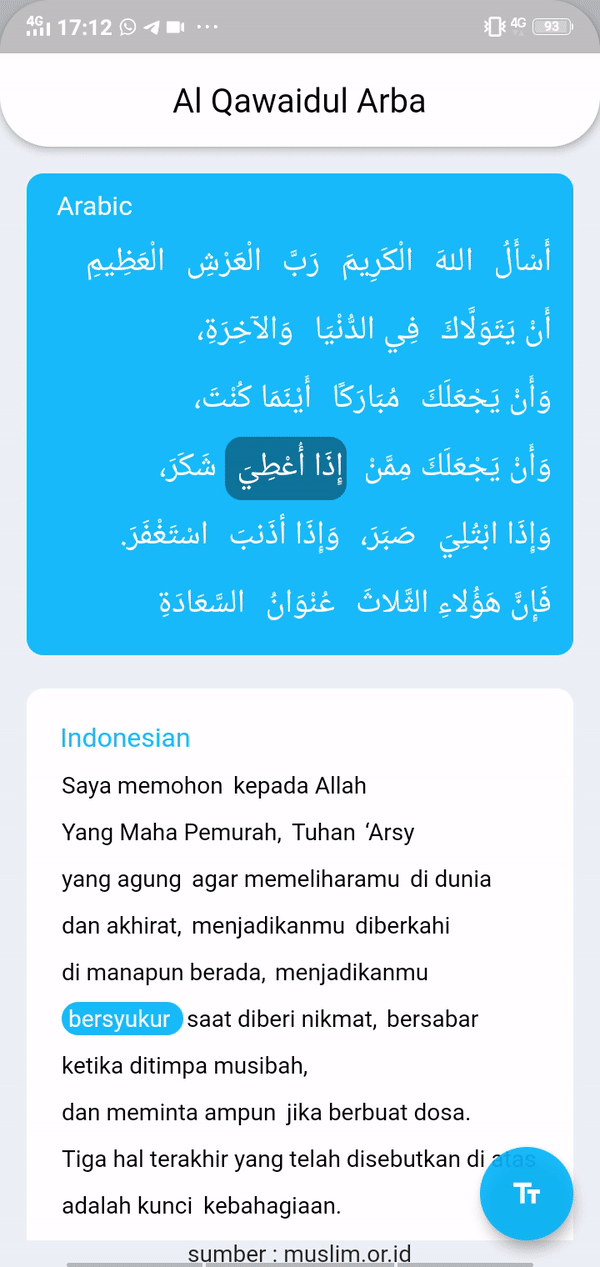 4G 17:12 4G 93
Al Qawaidul Arba
Arabic
أَسْأَلُ اللهَ الْكَرِيمَ رَبَّ الْعَرْشِ الْعَظِيمِ
أَنْ يَتَوَلَّاكَ فِي الدُّنْيَا وَالآخِرَةِ،
وَأَنْ يَجْعَلَكَ مُبَارَكًا أَيْنَمَا كُنْتَ،
وَأَنْ يَجْعَلَكَ مِمَّنْ إِذَا أُعْطِيَ شَكَرَ،
وَإِذَا ابْتُلِيَ صَبَرَ، وَإِذَا أَذَنبَ اسْتَغْفَرَ.
فَإِنَّ هَؤُلاءِ الثَّلاثَ عُنْوَانُ السَّعَادَةِ
Indonesian
Saya memohon kepada Allah
Yang Maha Pemurah, Tuhan ‘Arsy
yang agung agar memeliharamu di dunia
dan akhirat, menjadikanmu diberkahi
di manapun berada, menjadikanmu
bersyukur saat diberi nikmat, bersabar
ketika ditimpa musibah,
dan meminta ampun jika berbuat dosa.
Tiga hal terakhir yang telah disebutkan di atas
adalah kunci kebahagiaan.
TT
sumber : muslim.or.id